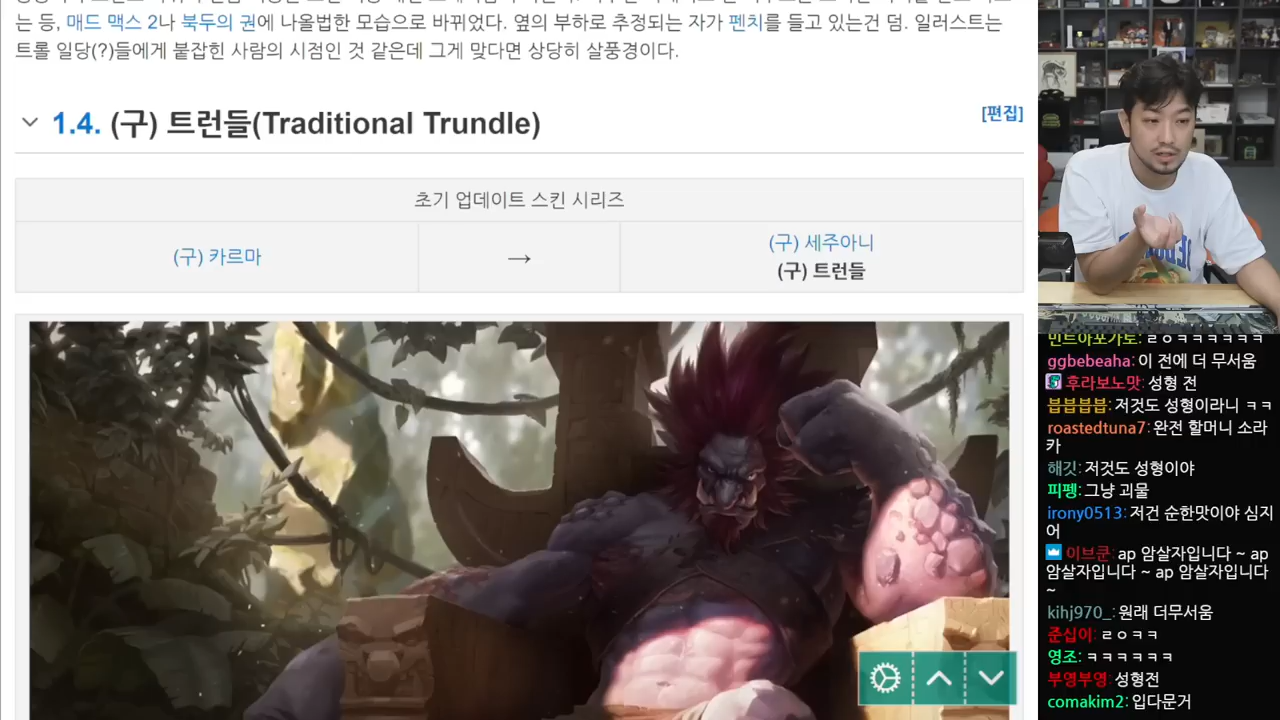 는 등, 매드 맥스 2나 북두의 권에 나올법한 모습으로 바뀌었다. 옆의 부하로 추정되는 자가 펜치를 들고 있는건 덤. 일러스트는
트롤 일당(?)들에게 붙잡힌 사람의 시점인 것 같은데 그게 맞다면 상당히 살풍경이다.
1.4. (구) 트런들(Traditional Trundle)
[편집]
초기 업데이트 스킨 시리즈
(구) 카르마
→
(구) 세주아니
(구) 트런들
민트아포가토: ㄹㅇㅋㅋㅋㅋㅋㅋㅋ
ggbebeaha: 이 전에 더 무서움
후라보노맛: 성형 전
븝븝븝븝: 저것도 성형이라니 ㅋㅋ
roastedtuna7: 완전 할머니 소라
카
해깃: 저것도 성형이야
피펭: 그냥 괴물
irony0513: 저건 순한맛이야 심지
어
이브쿤: ap 암살자입니다 ~ ap
암살자입니다 ~ ap 암살자입니다
~
kihj970_: 원래 더무서움
준십이: ㄹㅇㅋㅋ
영조: ㅋㅋㅋㅋㅋㅋ
부영부영: 성형전
comakim2: 입다문거